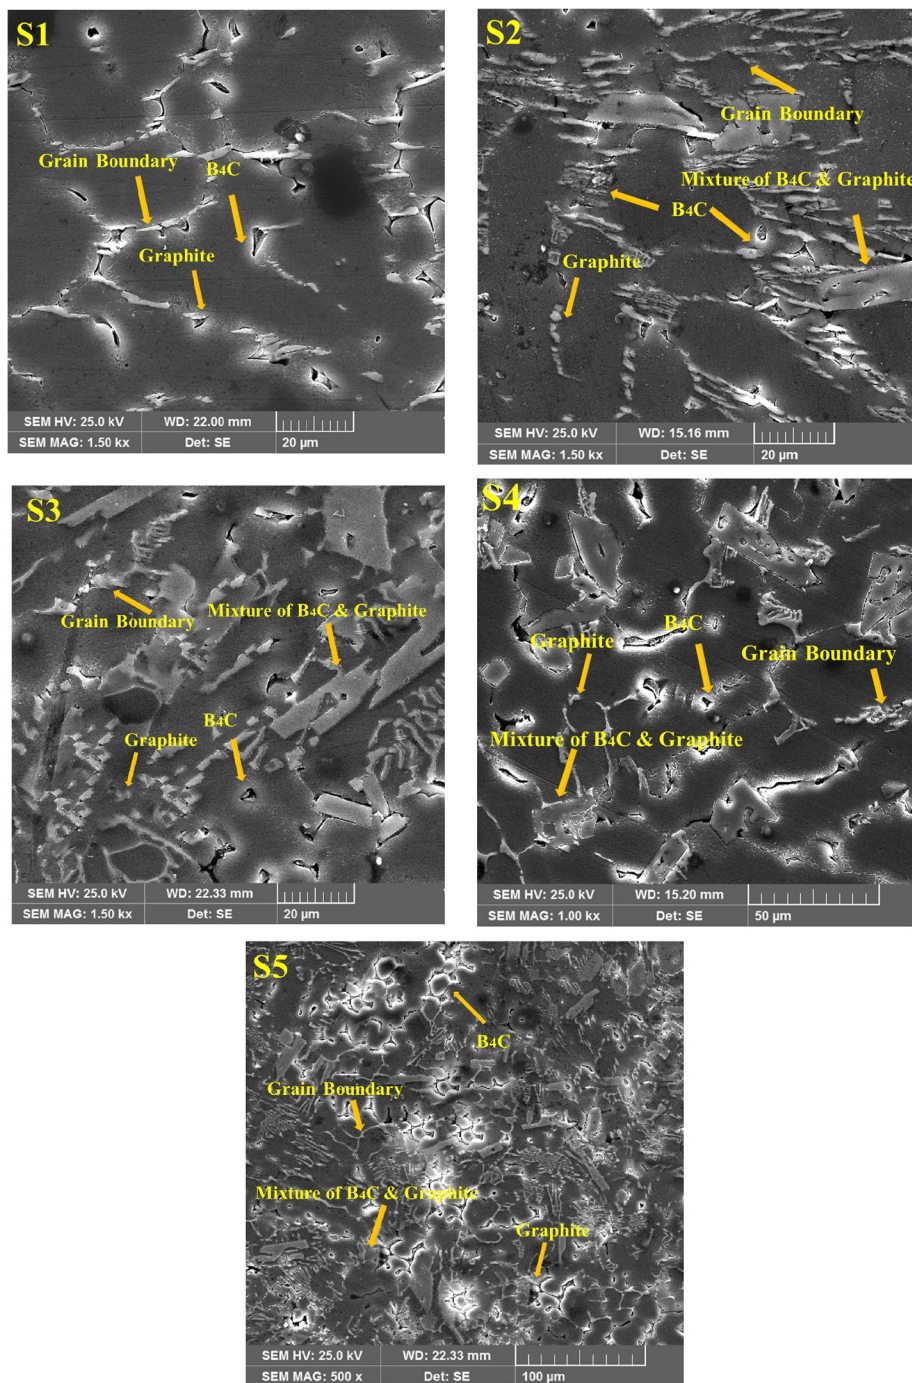 S1
Grain Boundary
B4C
Graphite
SEM HV: 25.0 kV WD: 22.00 mm
SEM MAG: 1.50 kx Det: SE 20 µm
S2
Grain Boundary
Mixture of B4C & Graphite
B4C
Graphite
SEM HV: 25.0 kV WD: 15.16 mm
SEM MAG: 1.50 kx Det: SE 20 µm
S3
Grain Boundary
Mixture of B4C & Graphite
B4C
Graphite
SEM HV: 25.0 kV WD: 22.33 mm
SEM MAG: 1.50 kx Det: SE 20 µm
S4
B4C
Graphite
Grain Boundary
Mixture of B4C & Graphite
SEM HV: 25.0 kV WD: 15.20 mm
SEM MAG: 1.00 kx Det: SE 50 µm
S5
B4C
Grain Boundary
Mixture of B4C & Graphite
Graphite
SEM HV: 25.0 kV WD: 22.33 mm
SEM MAG: 500 x Det: SE 100 µm